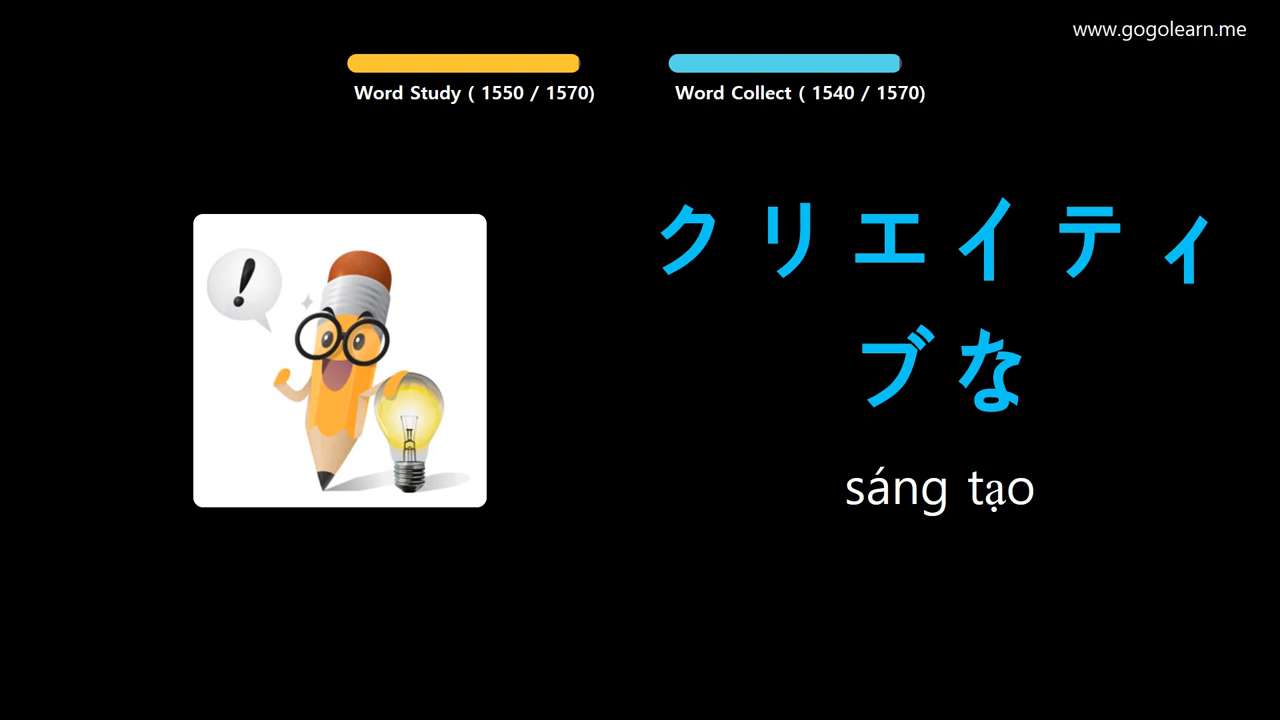 www.gogolearn.me
Word Study ( 1550 / 1570)
Word Collect ( 1540 / 1570)
!
クリエイティ
ブな
sáng tạo